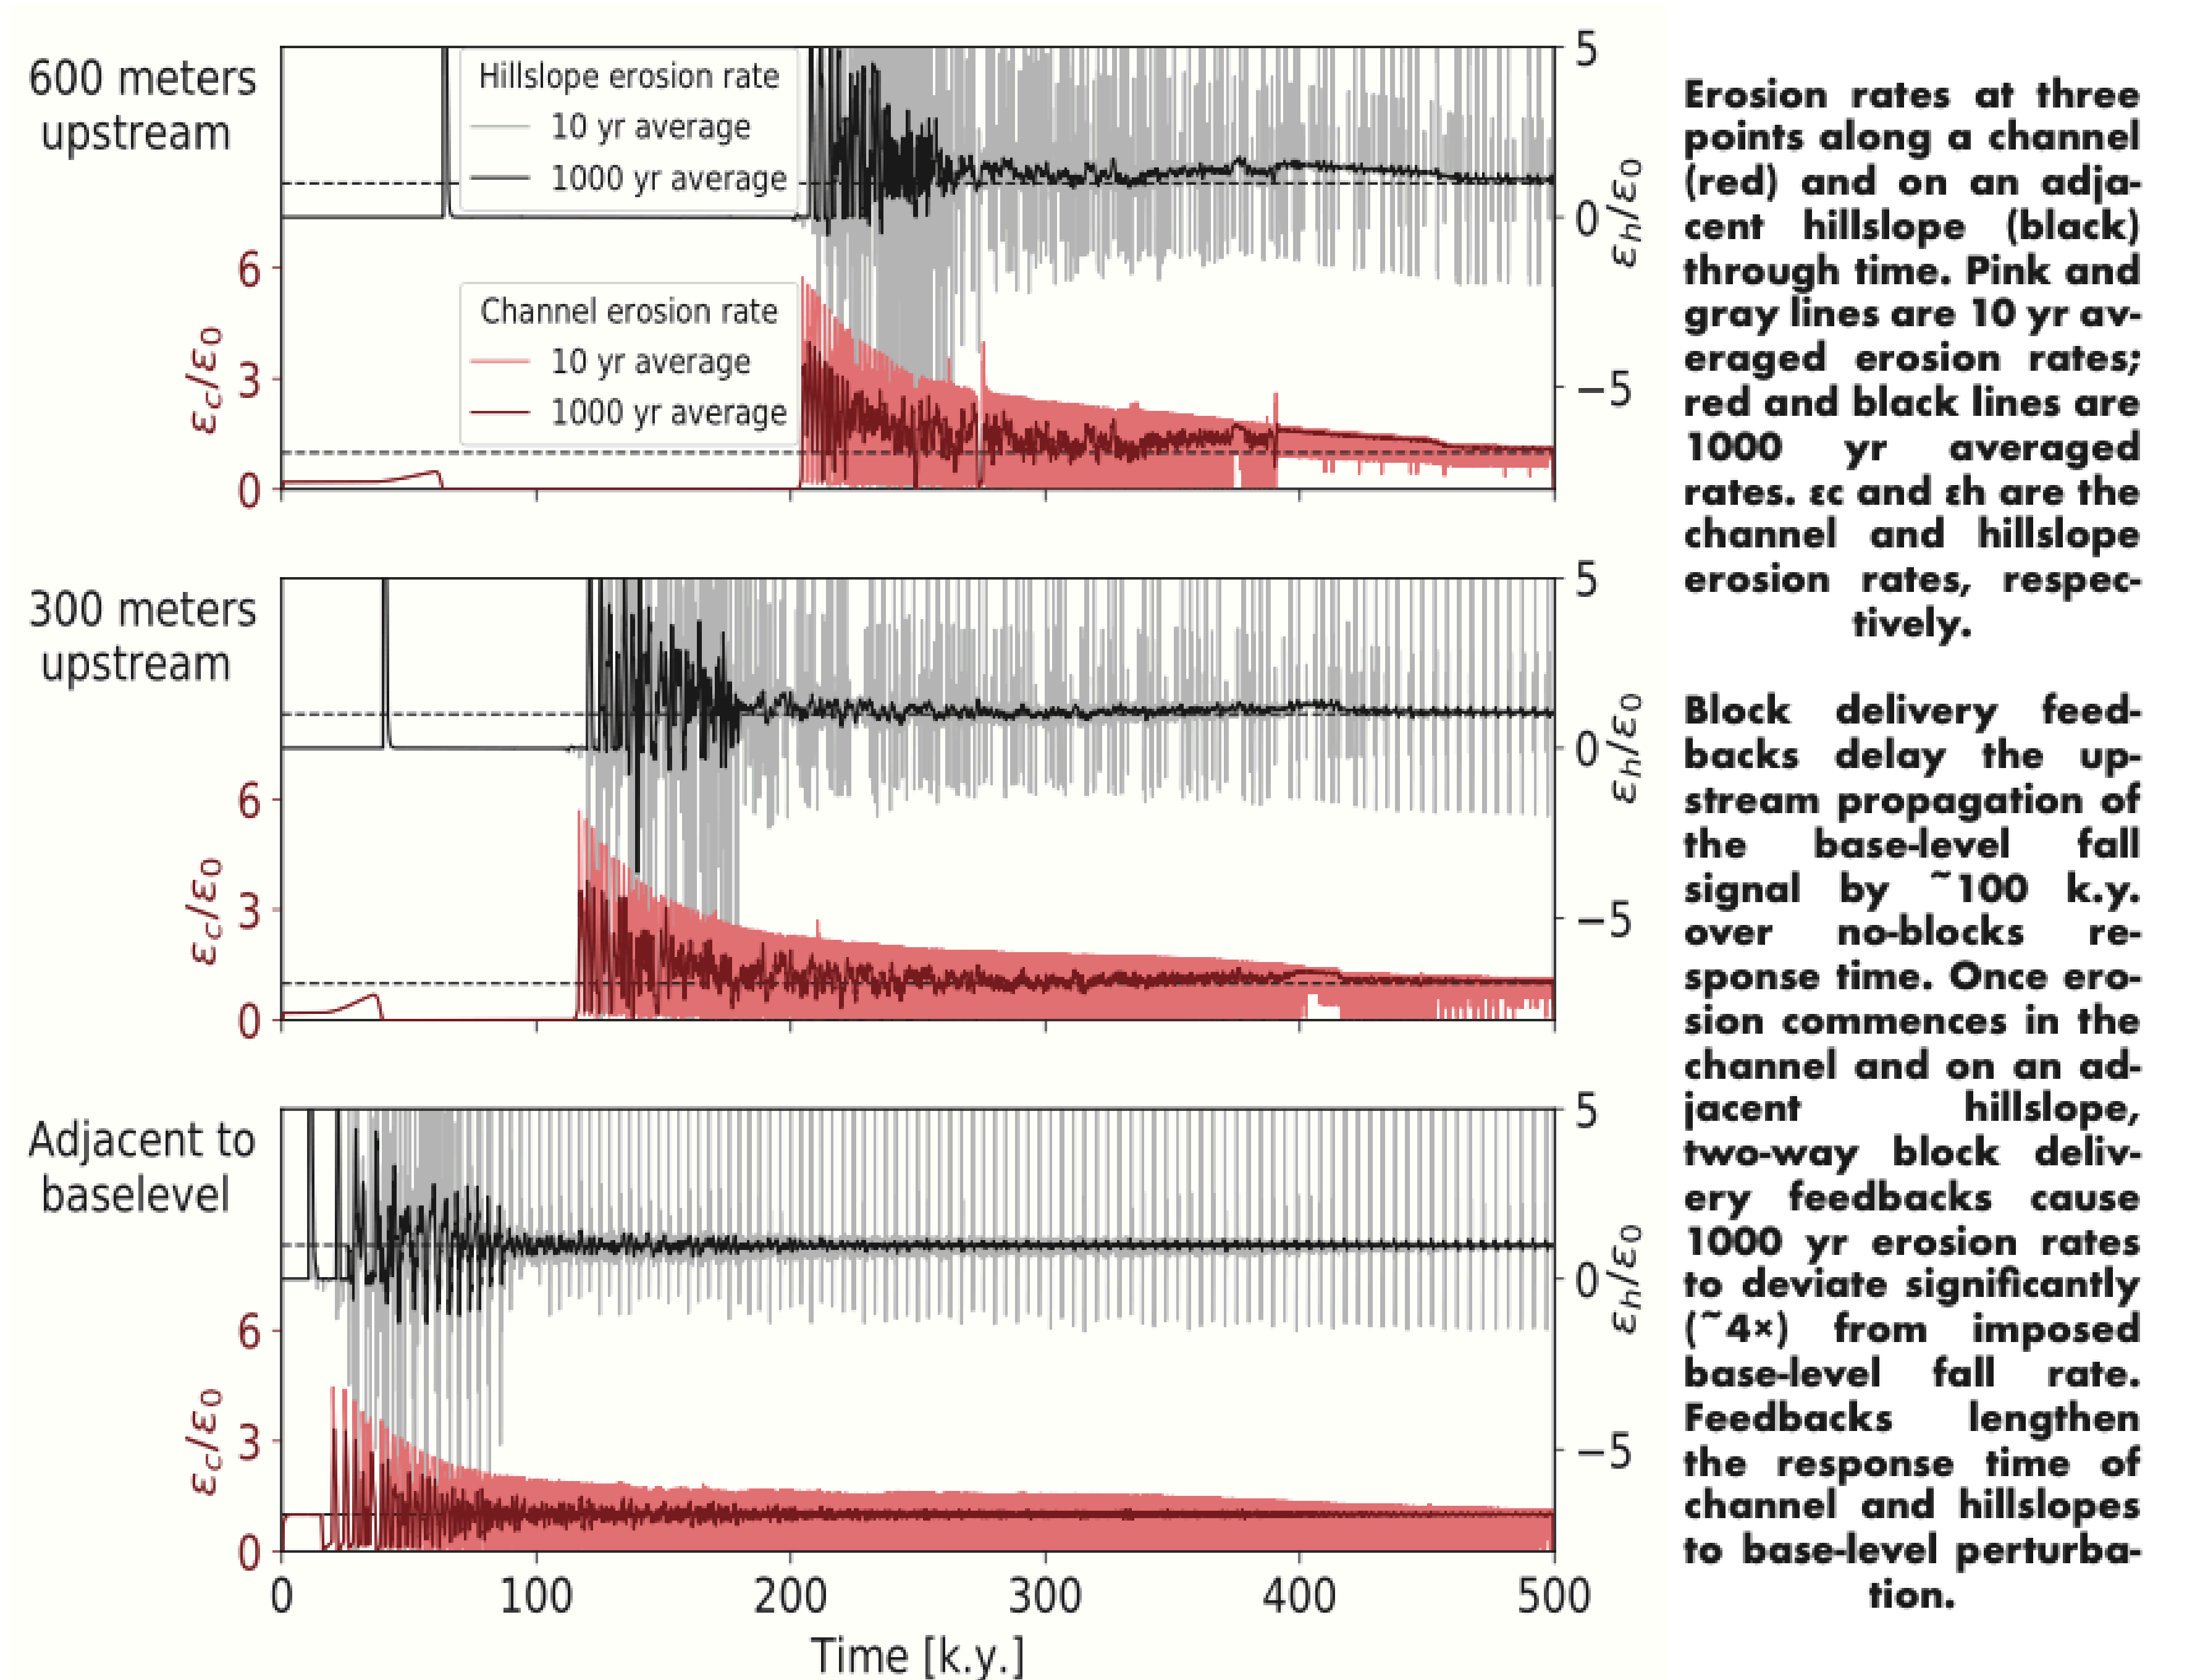 600 meters
upstream
Hillslope erosion rate
10 yr average
1000 yr average
5
0
−5
εh/ε0
6
3
0
εc/ε0
Channel erosion rate
10 yr average
1000 yr average
300 meters
upstream
5
0
−5
εh/ε0
6
3
0
εc/ε0
Adjacent to
baselevel
5
0
−5
εh/ε0
6
3
0
εc/ε0
0 100 200 300 400 500
Time [k.y.]
Erosion rates at three
points along a channel
(red) and on an adja-
cent hillslope (black)
through time. Pink and
gray lines are 10 yr av-
eraged erosion rates;
red and black lines are
1000 yr averaged
rates. εc and εh are the
channel and hillslope
erosion rates, respec-
tively.
Block delivery feed-
backs delay the up-
stream propagation of
the base-level fall
signal by ~100 k.y.
over no-blocks re-
sponse time. Once ero-
sion commences in the
channel and on an ad-
jacent hillslope,
two-way block deliv-
ery feedbacks cause
1000 yr erosion rates
to deviate significantly
(~4×) from imposed
base-level fall rate.
Feedbacks lengthen
the response time of
channel and hillslopes
to base-level perturba-
tion.